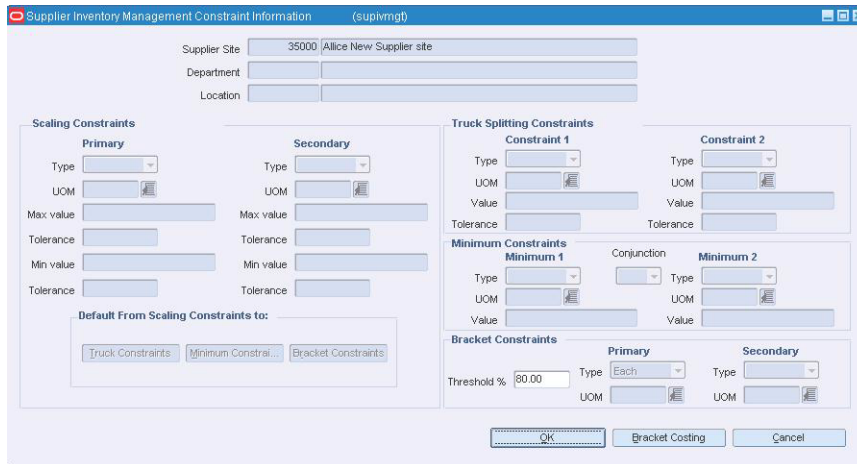 Supplier Inventory Management Constraint Information (supivmgt)
Supplier Site 35000 Allice New Supplier site
Department
Location
Scaling Constraints
Primary Secondary
Type Type
UOM UOM
Max value Max value
Tolerance Tolerance
Min value Min value
Tolerance Tolerance
Default From Scaling Constraints to:
Truck Constraints Minimum Constrai... Bracket Constraints
Truck Splitting Constraints
Constraint 1 Constraint 2
Type Type
UOM UOM
Value Value
Tolerance Tolerance
Minimum Constraints
Minimum 1 Conjunction Minimum 2
Type Type
UOM UOM
Value Value
Bracket Constraints
Primary Secondary
Threshold % 80.00 Type Each Type
UOM UOM
OK Bracket Costing Cancel